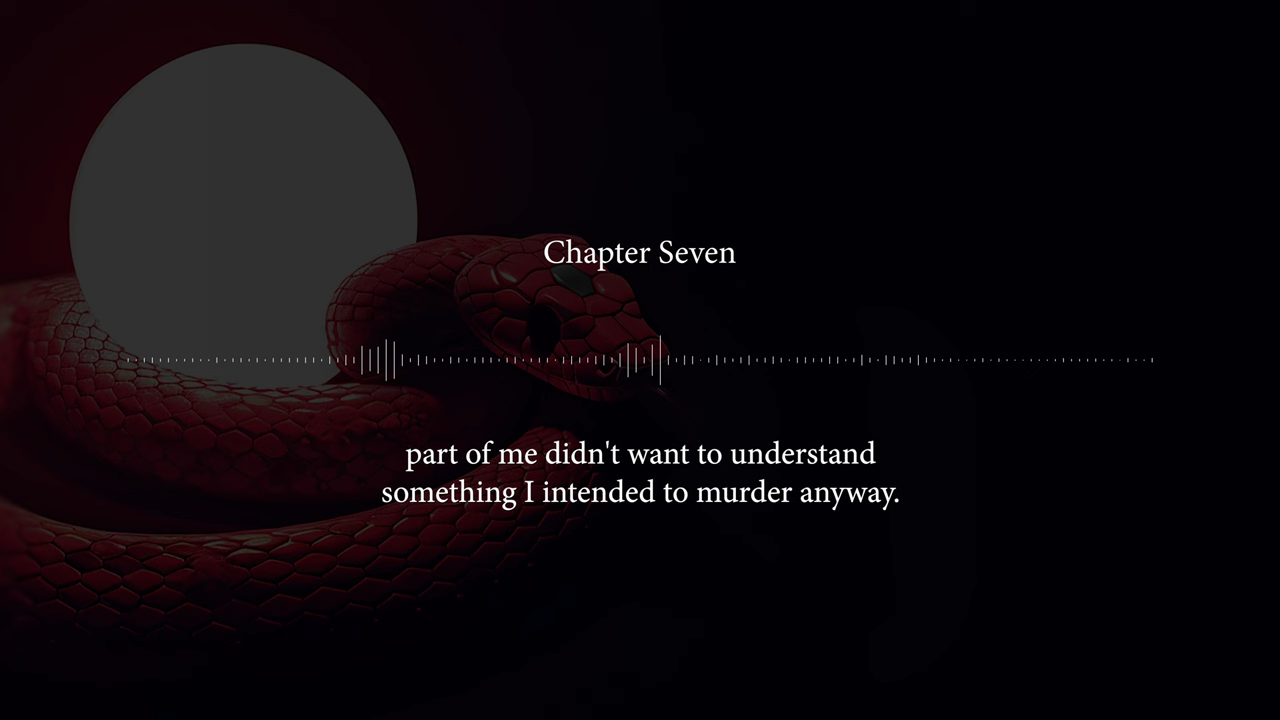 Chapter Seven
part of me didn't want to understand
something I intended to murder anyway.